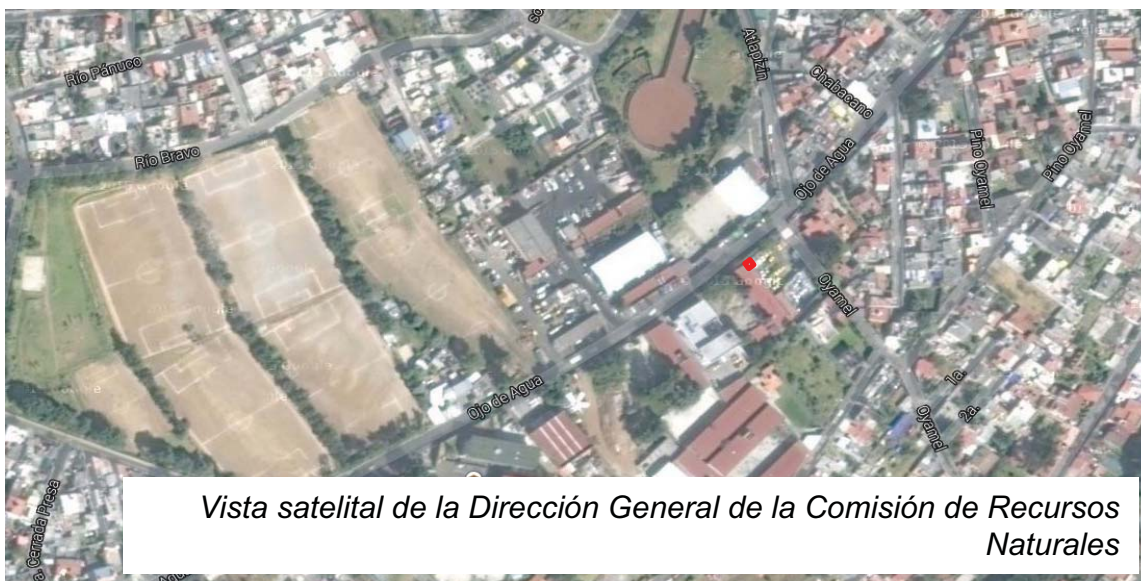 Río Pánuco
Atlapizin
Chabacano
Río Bravo
Ojo de Agua
Pino Oyamel
Pino Oyamel
Oyamel
Ojo de Agua
1a.
2a.
Oyamel
Cerrada Presa
Vista satelital de la Dirección General de la Comisión de Recursos
Naturales